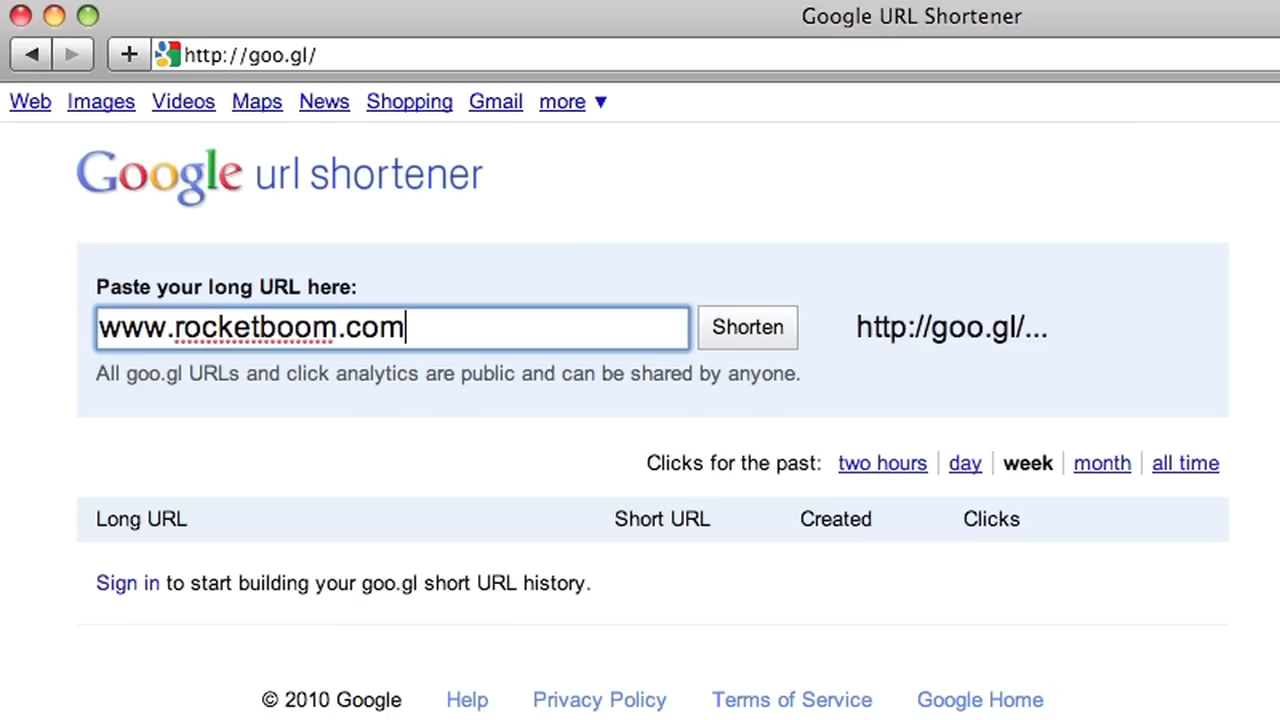 Google URL Shortener
http://goo.gl/
Web Images Videos Maps News Shopping Gmail more ▼
Google url shortener
Paste your long URL here:
www.rocketboom.com Shorten http://goo.gl/...
All goo.gl URLs and click analytics are public and can be shared by anyone.
Clicks for the past: two hours day week month all time
Long URL Short URL Created Clicks
Sign in to start building your goo.gl short URL history.
© 2010 Google Help Privacy Policy Terms of Service Google Home